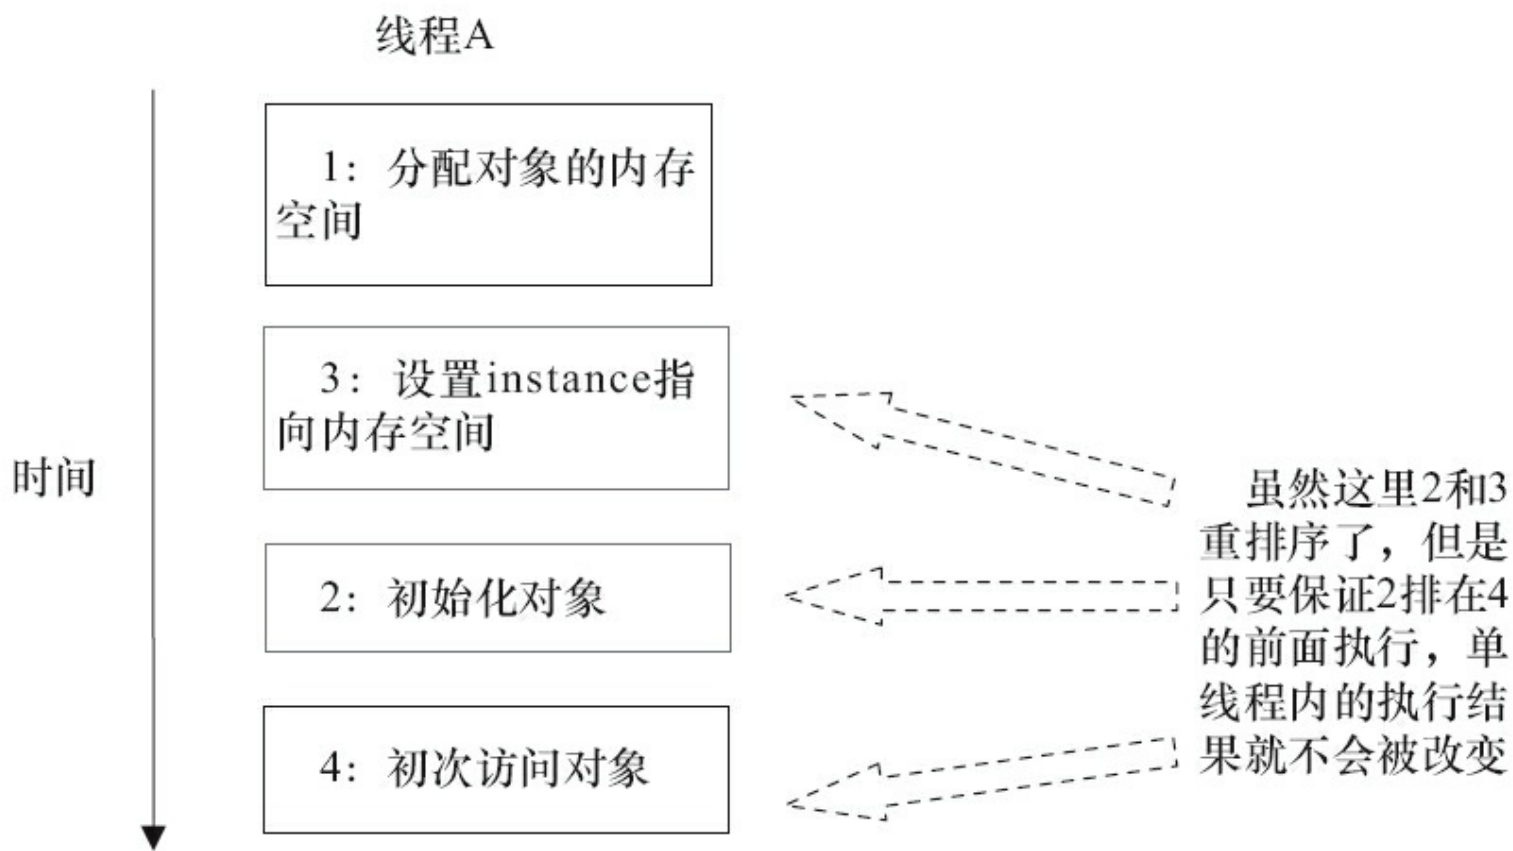 线程A
1：分配对象的内存
空间
3：设置instance指
向内存空间
时间
2：初始化对象
4：初次访问对象
虽然这里2和3
重排序了，但是
只要保证2排在4
的前面执行，单
线程内的执行结
果就不会被改变